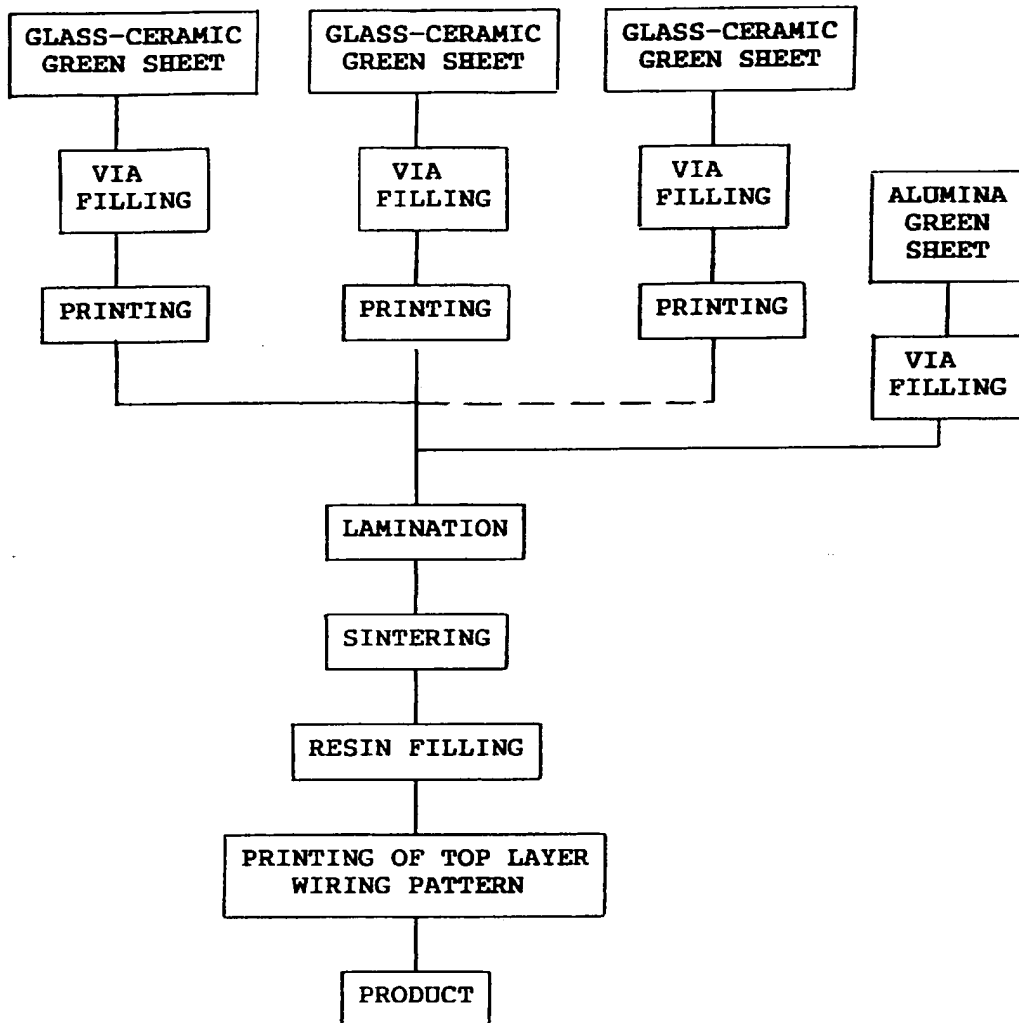 GLASS-CERAMIC
GREEN SHEET
GLASS-CERAMIC
GREEN SHEET
GLASS-CERAMIC
GREEN SHEET
VIA
FILLING
VIA
FILLING
VIA
FILLING
ALUMINA
GREEN
SHEET
PRINTING
PRINTING
PRINTING
VIA
FILLING
LAMINATION
SINTERING
RESIN FILLING
PRINTING OF TOP LAYER
WIRING PATTERN
PRODUCT